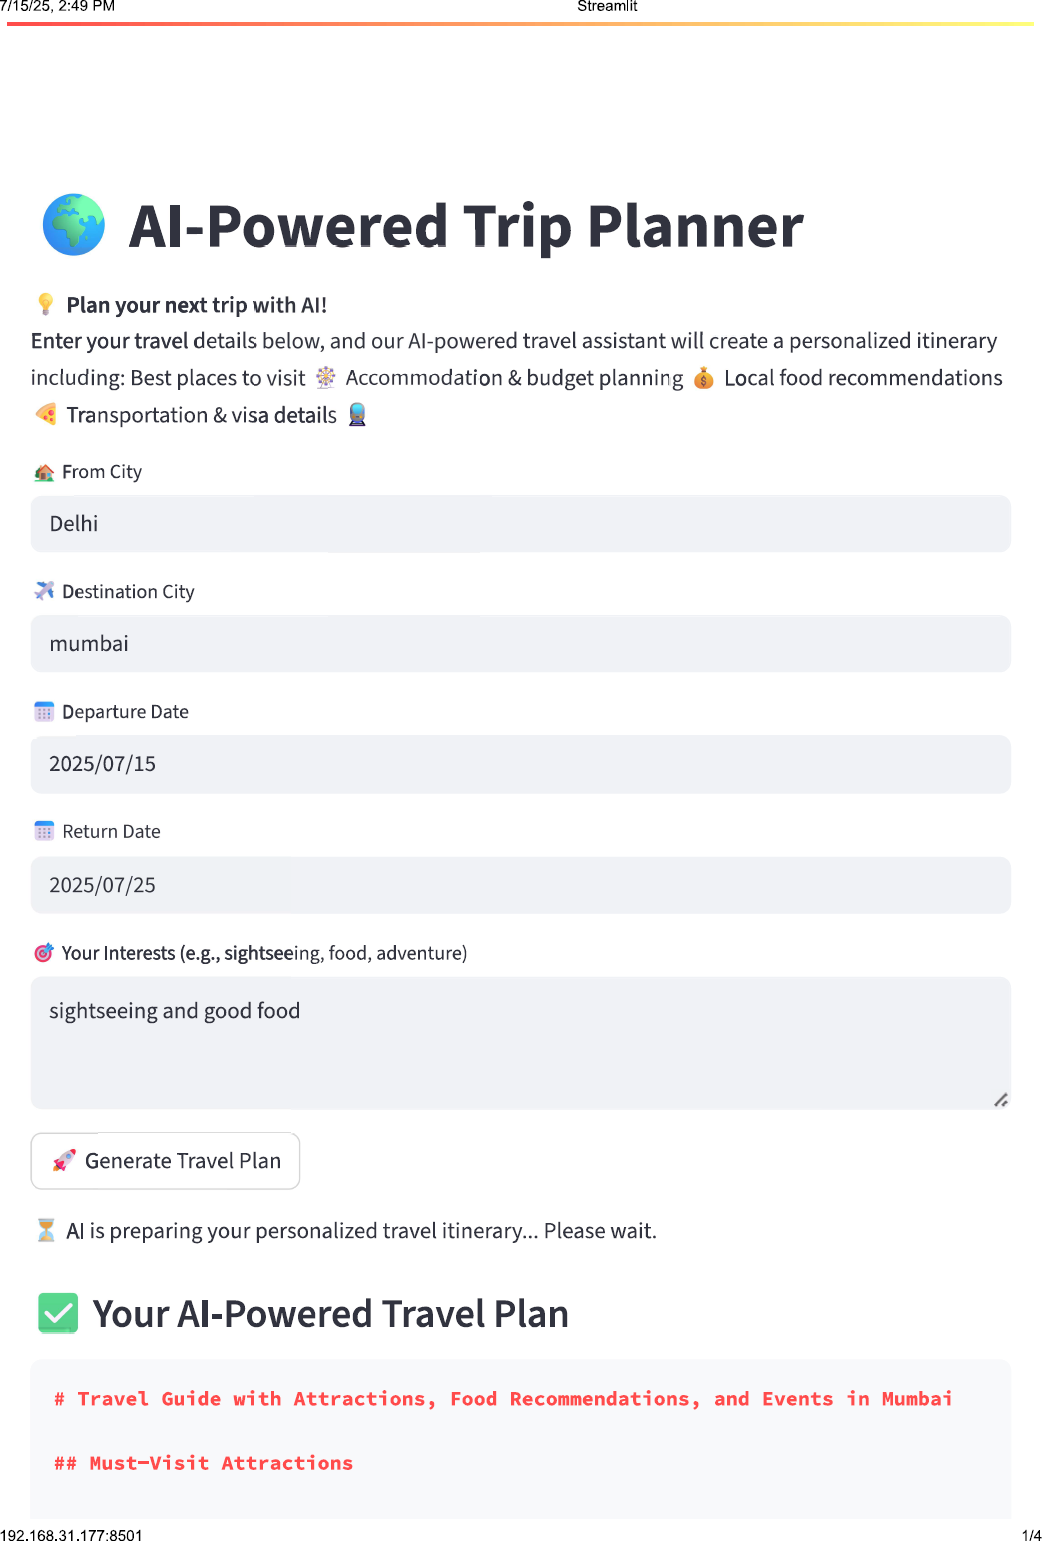 7/15/25, 2:49 PM Streamlit
🌍 AI-Powered Trip Planner
💡 Plan your next trip with AI!
Enter your travel details below, and our AI-powered travel assistant will create a personalized itinerary
including: Best places to visit 🎡 Accommodation & budget planning 💰 Local food recommendations
🍕 Transportation & visa details 🚆
🏡 From City
Delhi
✈️ Destination City
mumbai
📅 Departure Date
2025/07/15
📅 Return Date
2025/07/25
🎯 Your Interests (e.g., sightseeing, food, adventure)
sightseeing and good food
🚀 Generate Travel Plan
⏳ AI is preparing your personalized travel itinerary... Please wait.
✅ Your AI-Powered Travel Plan
# Travel Guide with Attractions, Food Recommendations, and Events in Mumbai
## Must-Visit Attractions
192.168.31.177:8501 1/4